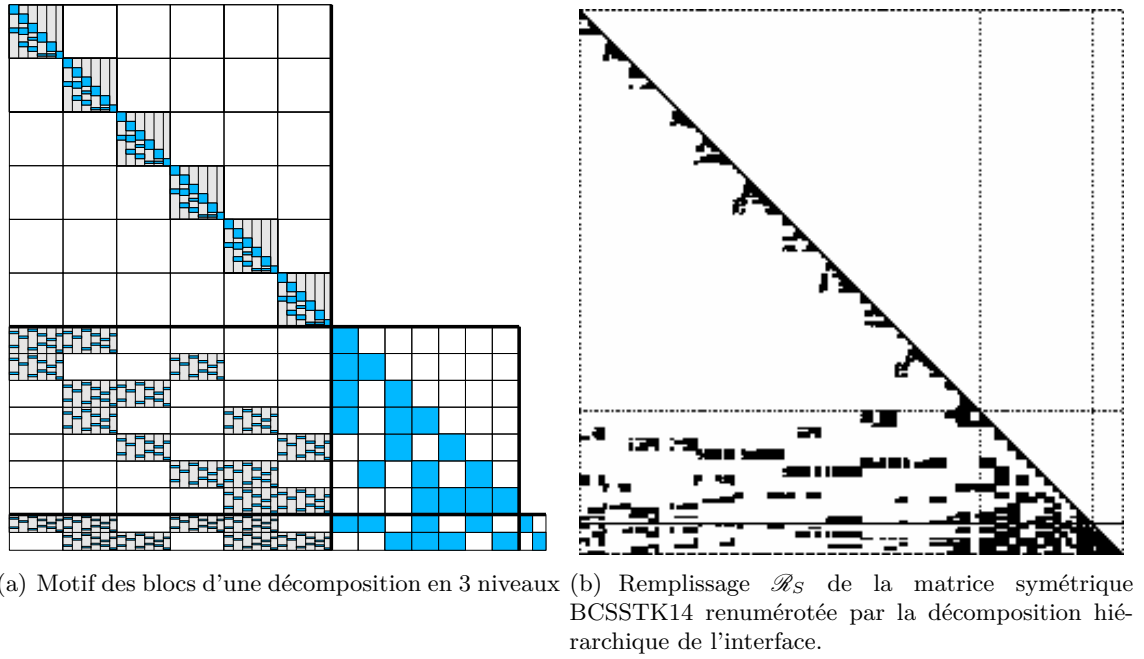 (a) Motif des blocs d'une décomposition en 3 niveaux
(b) Remplissage ℛ_S de la matrice symétrique
BCSSTK14 renumérotée par la décomposition hié-
rarchique de l'interface.